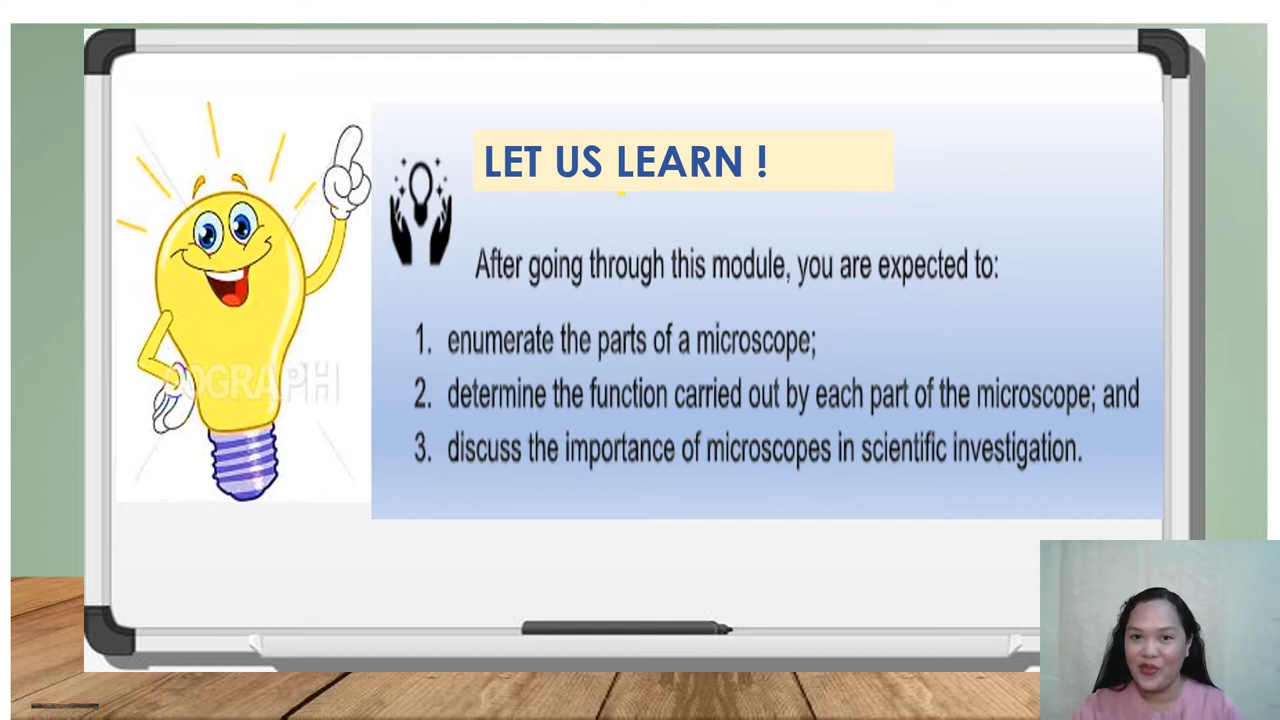 LET US LEARN !
After going through this module, you are expected to:
1. enumerate the parts of a microscope;
2. determine the function carried out by each part of the microscope; and
3. discuss the importance of microscopes in scientific investigation.